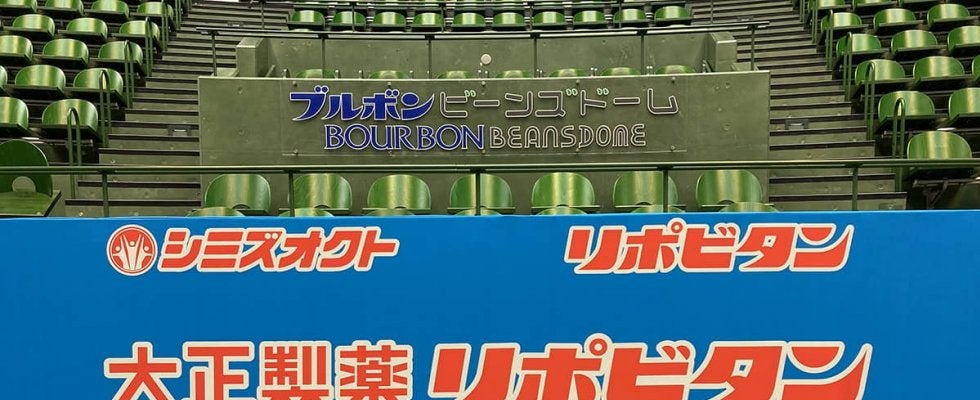 ブルボン ビーンズドーム
BOURBON BEANSDOME
シミズオクト リポビタン
大正製薬 リポビタン